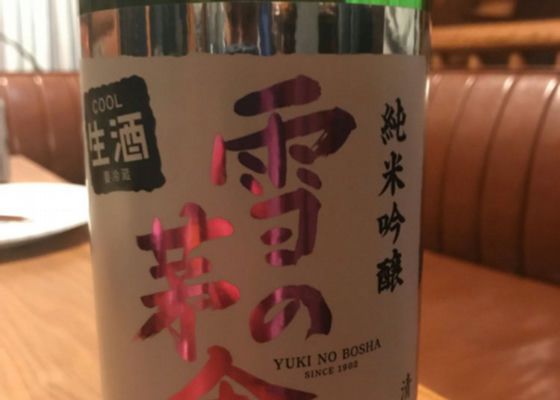 COOL
生酒
要冷蔵
純米吟醸
雪の
茅舎
YUKI NO BOSHA
SINCE 1902
清